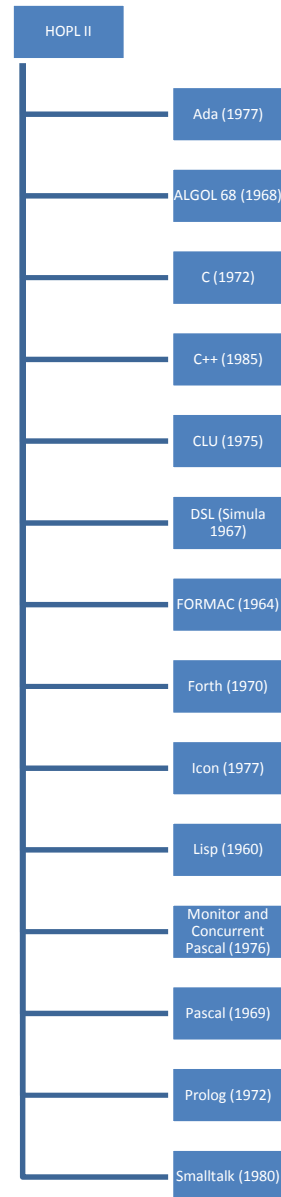 HOPL II
Ada (1977)
ALGOL 68 (1968)
C (1972)
C++ (1985)
CLU (1975)
DSL (Simula
1967)
FORMAC (1964)
Forth (1970)
Icon (1977)
Lisp (1960)
Monitor and
Concurrent
Pascal (1976)
Pascal (1969)
Prolog (1972)
Smalltalk (1980)